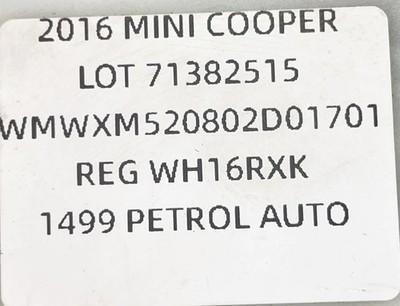 2016 MINI COOPER
LOT 71382515
WMWXM520802D01701
REG WH16RXK
1499 PETROL AUTO